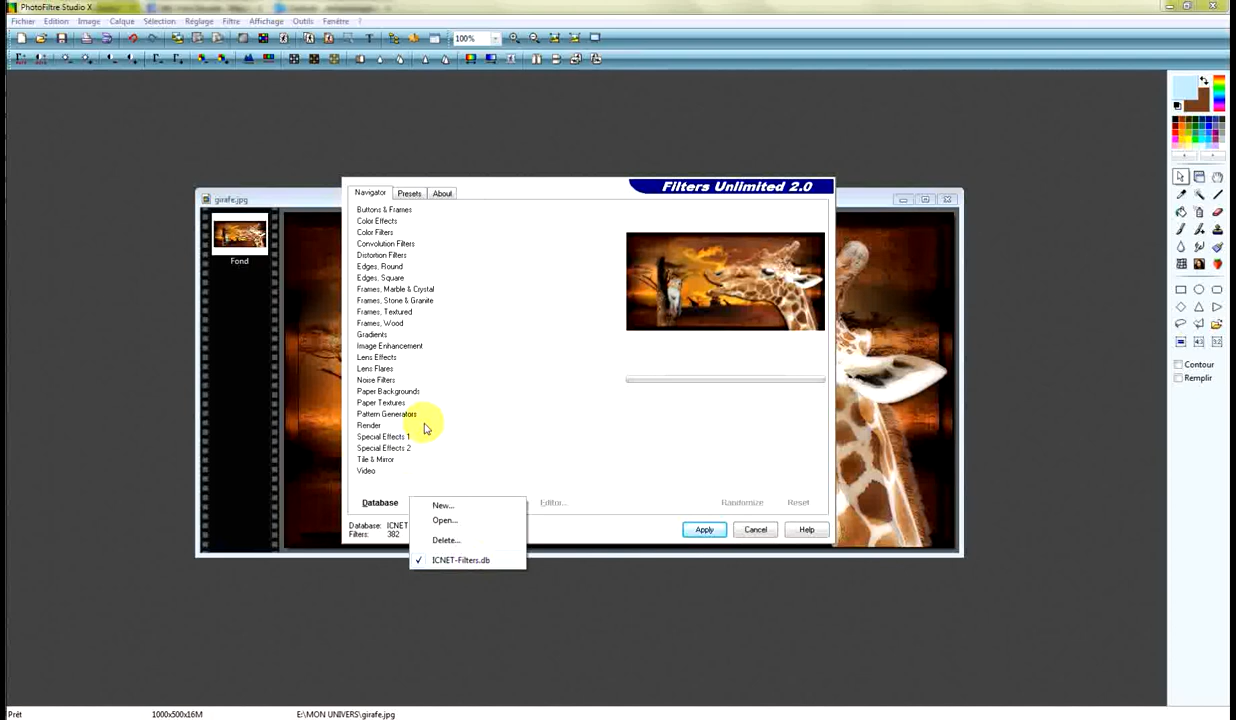 PhotoFiltre Studio X
Fichier Edition Image Calque Sélection Réglage Filtre Affichage Outils Fenêtre
100%
girafe.jpg
Fond
Navigator Presets About
Filters Unlimited 2.0
Buttons & Frames
Color Effects
Color Filters
Convolution Filters
Distortion Filters
Edges, Round
Edges, Square
Frames, Marble & Crystal
Frames, Stone & Granite
Frames, Textured
Frames, Wood
Gradients
Image Enhancement
Lens Effects
Lens Flares
Noise Filters
Paper Backgrounds
Paper Textures
Pattern Generators
Render
Special Effects 1
Special Effects 2
Tile & Mirror
Video
Database Editor... Randomize Reset
Database: ICNET
Filters: 382
New...
Open...
Delete...
✓ ICNET-Filters.db
Apply Cancel Help
Contour
Remplir
Prêt 1000x500x16M E:\MON UNIVERS\girafe.jpg